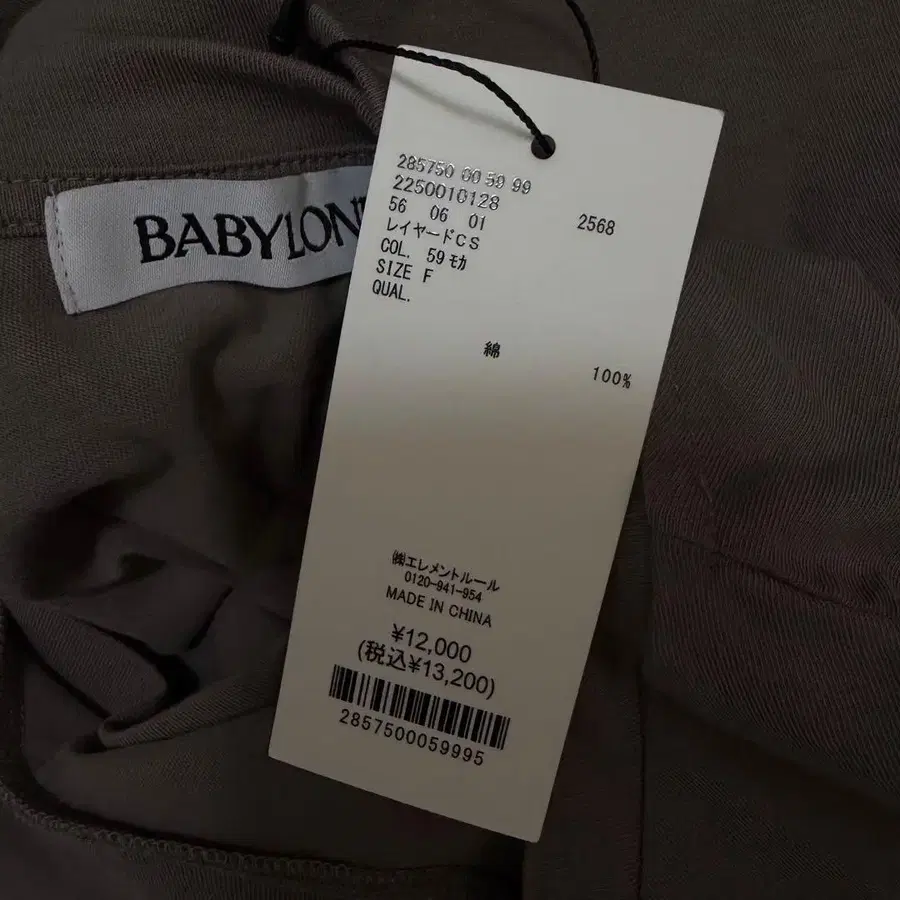 BABYLON
285750 00 59 99
2250010128
56 06 01 2568
レイヤードCS
COL. 59 モカ
SIZE F
QUAL.
綿
100%
㈱エレメントルール
0120-941-954
MADE IN CHINA
¥12,000
(税込¥13,200)
2857500059995